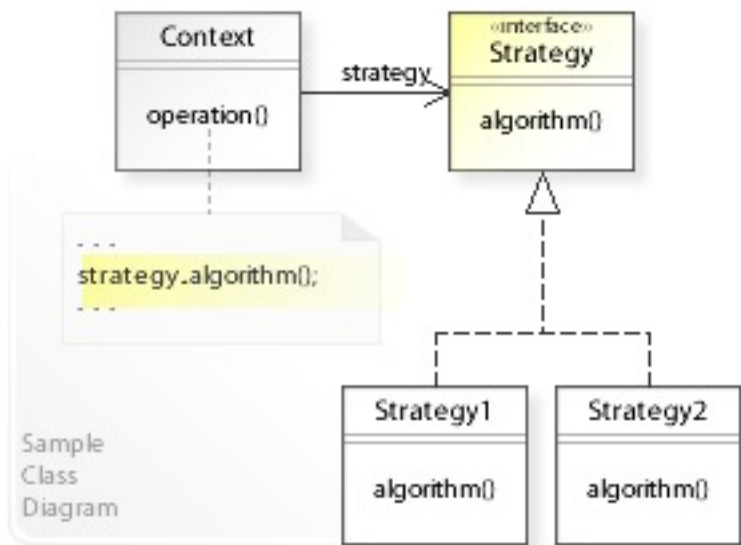 Context
operation()
strategy
«interface»
Strategy
algorithm()
. . .
strategy.algorithm();
. . .
Strategy1
algorithm()
Strategy2
algorithm()
Sample
Class
Diagram